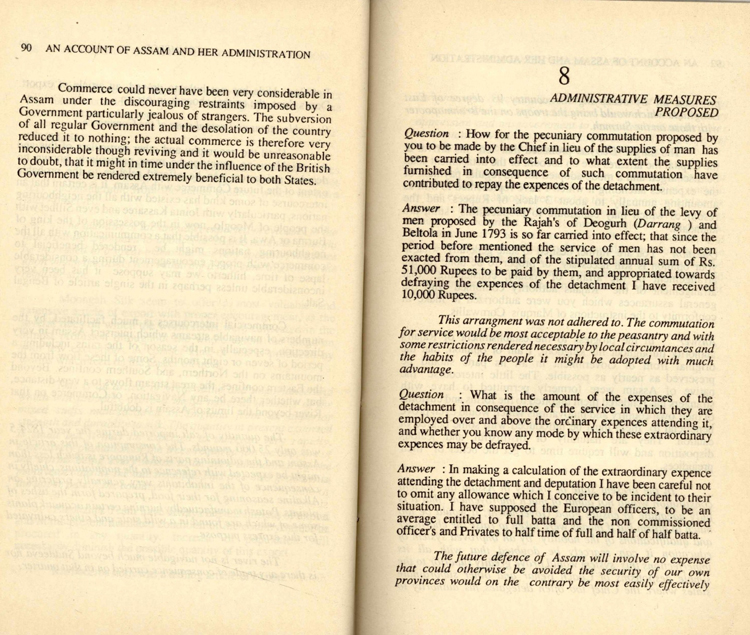 90 AN ACCOUNT OF ASSAM AND HER ADMINISTRATION
Commerce could never have been very considerable in
Assam under the discouraging restraints imposed by a
Government particularly jealous of strangers. The subversion
of all regular Government and the desolation of the country
reduced it to nothing; the actual commerce is therefore very
inconsiderable though reviving and it would be unreasonable
to doubt, that it might in time under the influence of the British
Government be rendered extremely beneficial to both States.
8
ADMINISTRATIVE MEASURES
PROPOSED
Question : How for the pecuniary commutation proposed by
you to be made by the Chief in lieu of the supplies of man has
been carried into effect and to what extent the supplies
furnished in consequence of such commutation have
contributed to repay the expences of the detachment.
Answer : The pecuniary commutation in lieu of the levy of
men proposed by the Rajah's of Deogurh (Darrang ) and
Beltola in June 1793 is so far carried into effect; that since the
period before mentioned the service of men has not been
exacted from them, and of the stipulated annual sum of Rs.
51,000 Rupees to be paid by them, and appropriated towards
defraying the expences of the detachment I have received
10,000 Rupees.
This arrangment was not adhered to. The commutation
for service would be most acceptable to the peasantry and with
some restrictions rendered necessary by local circumtances and
the habits of the people it might be adopted with much
advantage.
Question : What is the amount of the expenses of the
detachment in consequence of the service in which they are
employed over and above the ordinary expences attending it,
and whether you know any mode by which these extraordinary
expences may be defrayed.
Answer : In making a calculation of the extraordinary expence
attending the detachment and deputation I have been careful not
to omit any allowance which I conceive to be incident to their
situation. I have supposed the European officers, to be an
average entitled to full batta and the non commissioned
officer's and Privates to half time of full and half of half batta.
The future defence of Assam will involve no expense
that could otherwise be avoided the security of our own
provinces would on the contrary be most easily effectively